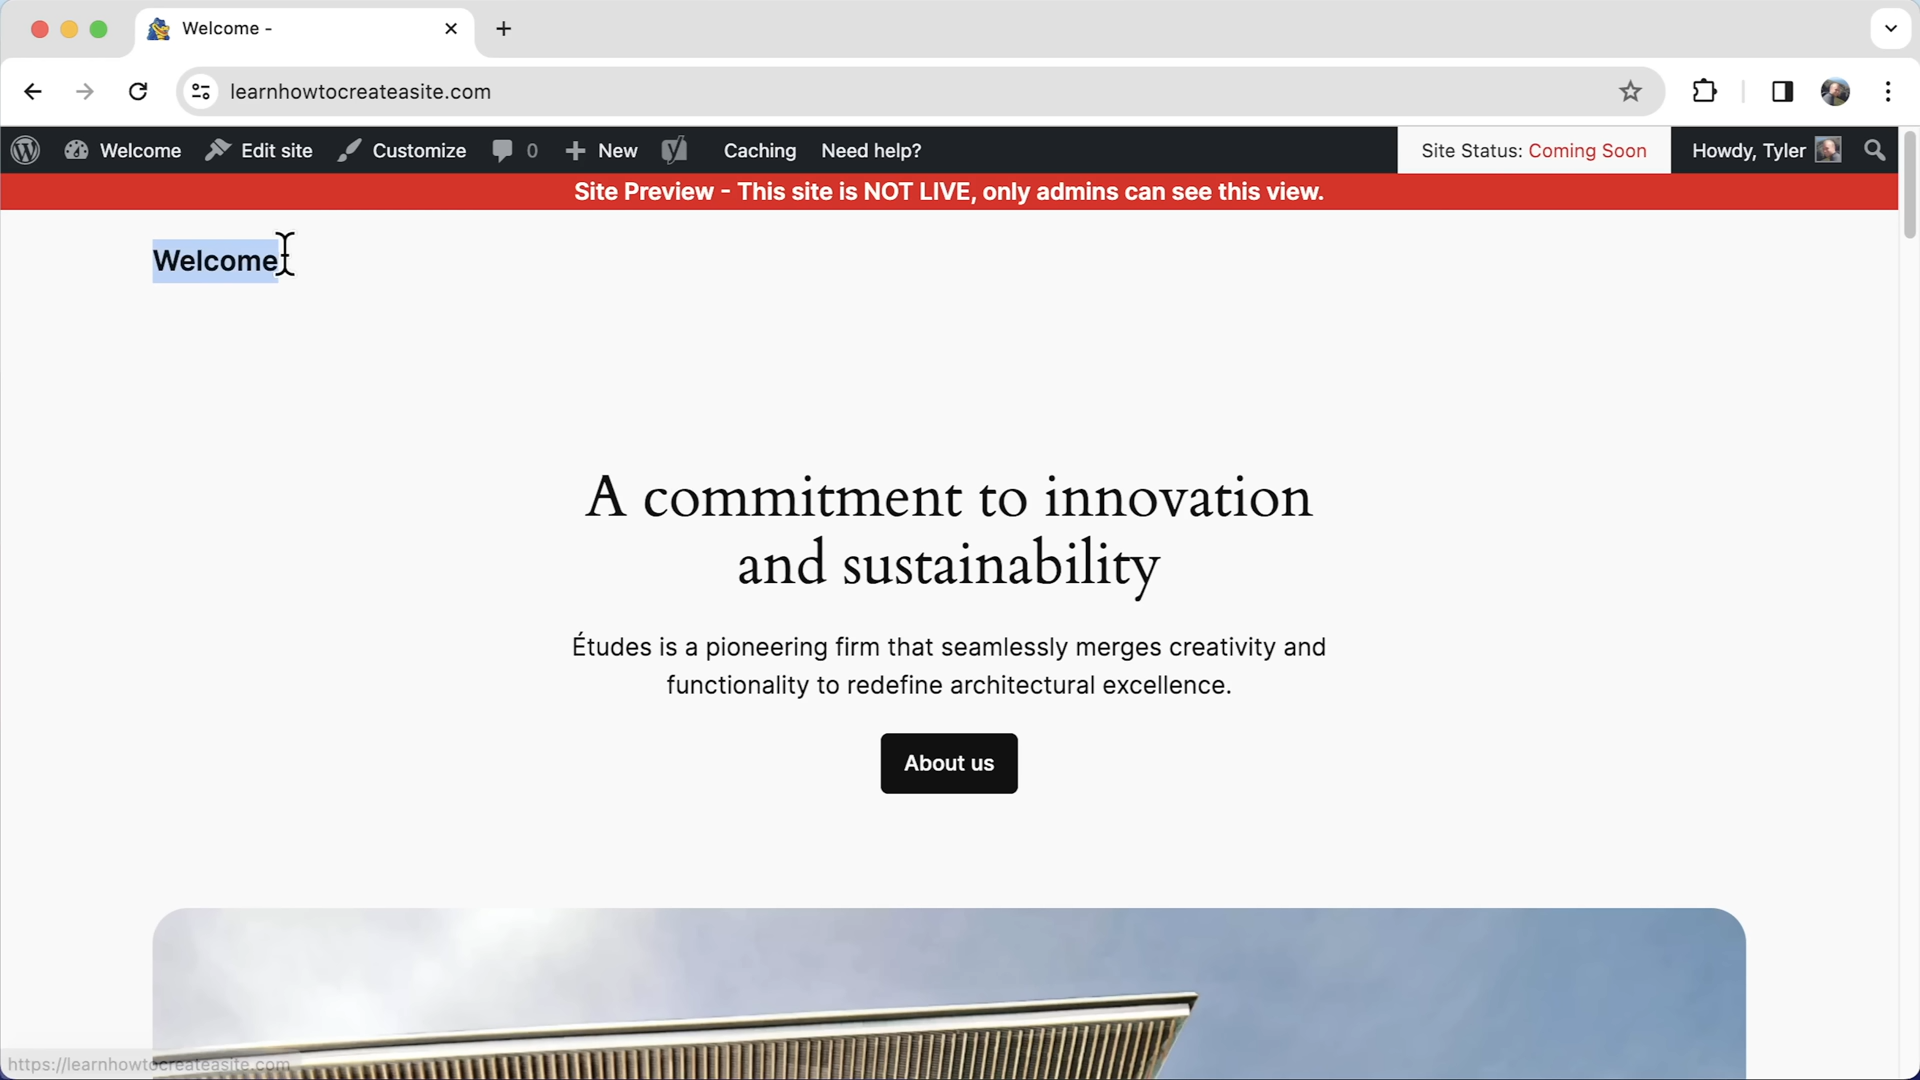 Welcome -
learnhowtocreateasite.com
Welcome Edit site Customize 0 New Caching Need help? Site Status: Coming Soon Howdy, Tyler
Site Preview - This site is NOT LIVE, only admins can see this view.
Welcome
A commitment to innovation
and sustainability
Études is a pioneering firm that seamlessly merges creativity and
functionality to redefine architectural excellence.
About us
https://learnhowtocreateasite.com